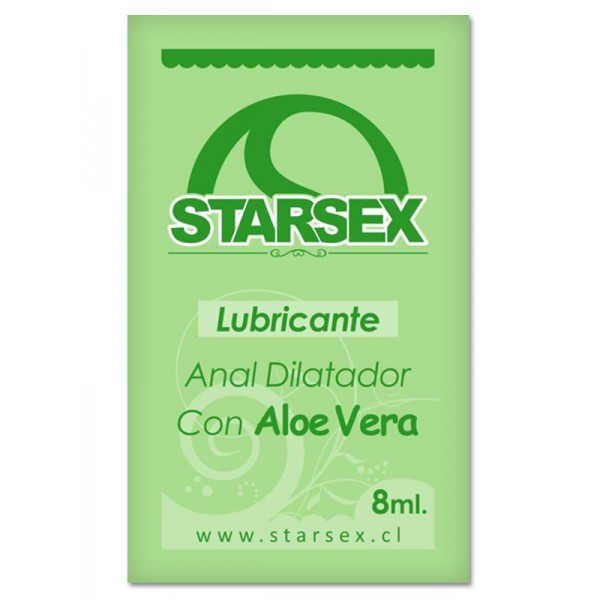 STARSEX
Lubricante
Anal Dilatador
Con Aloe Vera
8ml.
www.starsex.cl